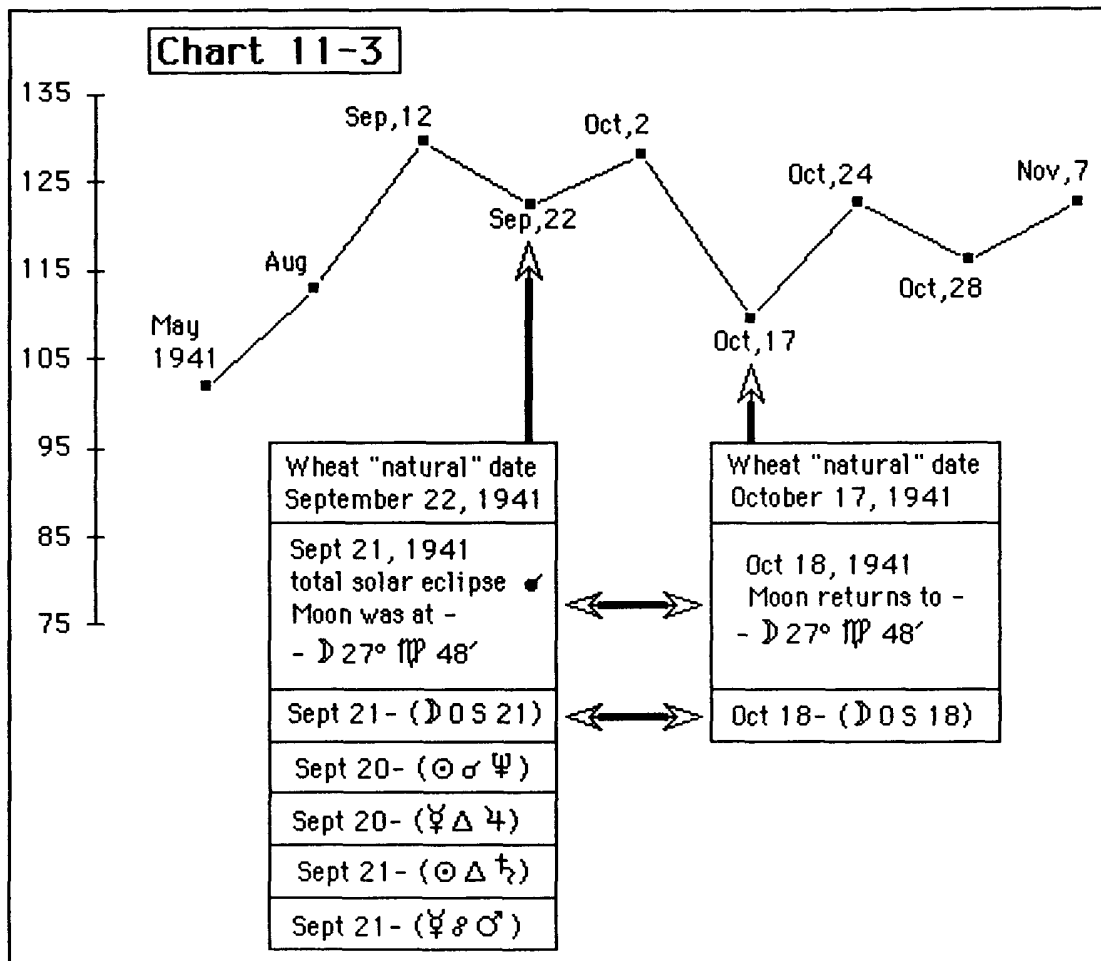 Chart 11-3
135
125
115
105
95
85
75
May
1941
Aug
Sep,12
Sep,22
Oct,2
Oct,17
Oct,24
Oct,28
Nov,7
Wheat "natural" date
September 22, 1941
Sept 21, 1941
total solar eclipse ☌
Moon was at -
- ☽ 27° ♍ 48′
Sept 21- (☽ 0 S 21)
Sept 20- (☉ ☌ ♆)
Sept 20- (☿ △ ♃)
Sept 21- (☉ △ ♄)
Sept 21- (☿ ☍ ♂)
Wheat "natural" date
October 17, 1941
Oct 18, 1941
Moon returns to -
- ☽ 27° ♍ 48′
Oct 18- (☽ 0 S 18)